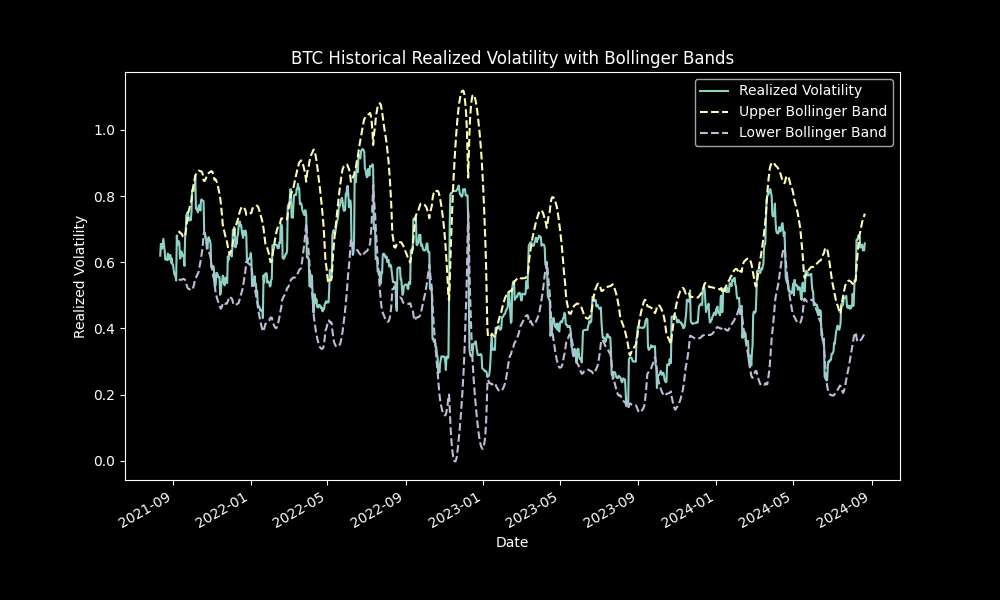 BTC Historical Realized Volatility with Bollinger Bands
Realized Volatility
Upper Bollinger Band
Lower Bollinger Band
1.0
0.8
0.6
0.4
0.2
0.0
Realized Volatility
2021-09
2022-01
2022-05
2022-09
2023-01
2023-05
2023-09
2024-01
2024-05
2024-09
Date